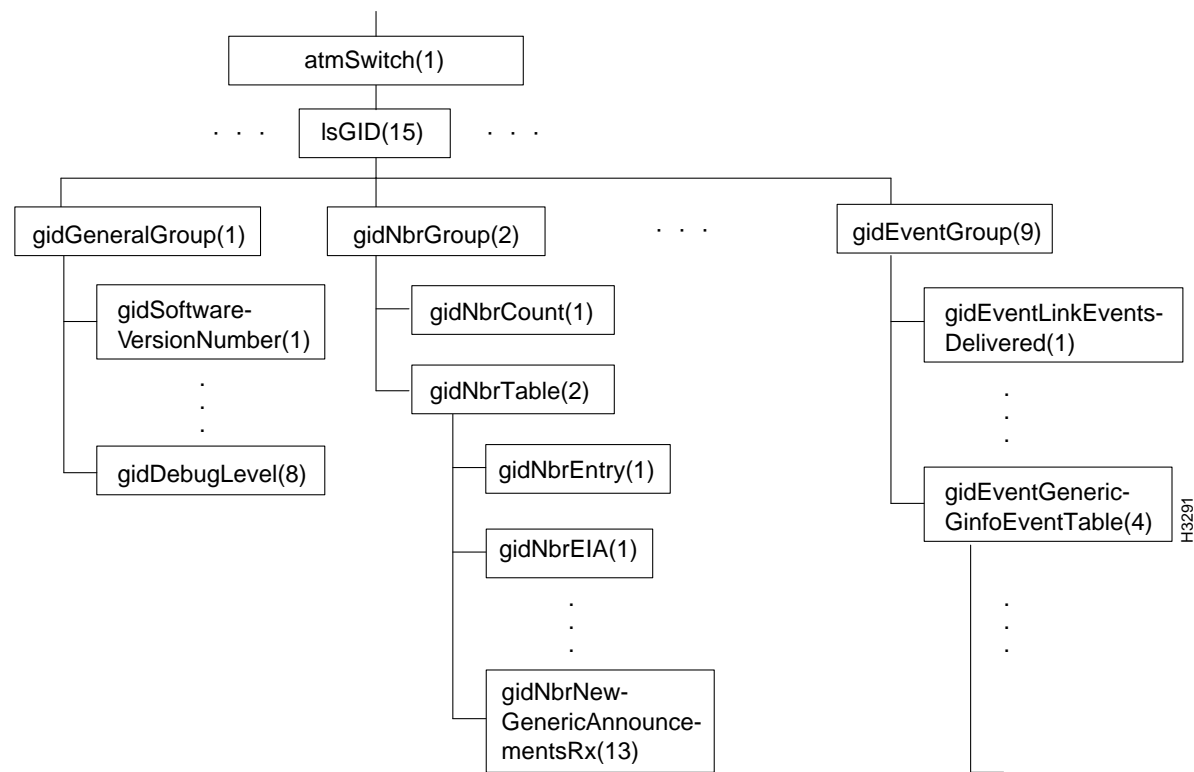 atmSwitch(1)
. . .
lsGID(15)
. . .
gidGeneralGroup(1)
gidNbrGroup(2)
. . .
gidEventGroup(9)
gidSoftware-
VersionNumber(1)
.
.
.
gidDebugLevel(8)
gidNbrCount(1)
gidNbrTable(2)
gidNbrEntry(1)
gidNbrEIA(1)
.
.
.
gidNbrNew-
GenericAnnounce-
mentsRx(13)
gidEventLinkEvents-
Delivered(1)
.
.
.
gidEventGeneric-
GinfoEventTable(4)
.
.
.
H3291